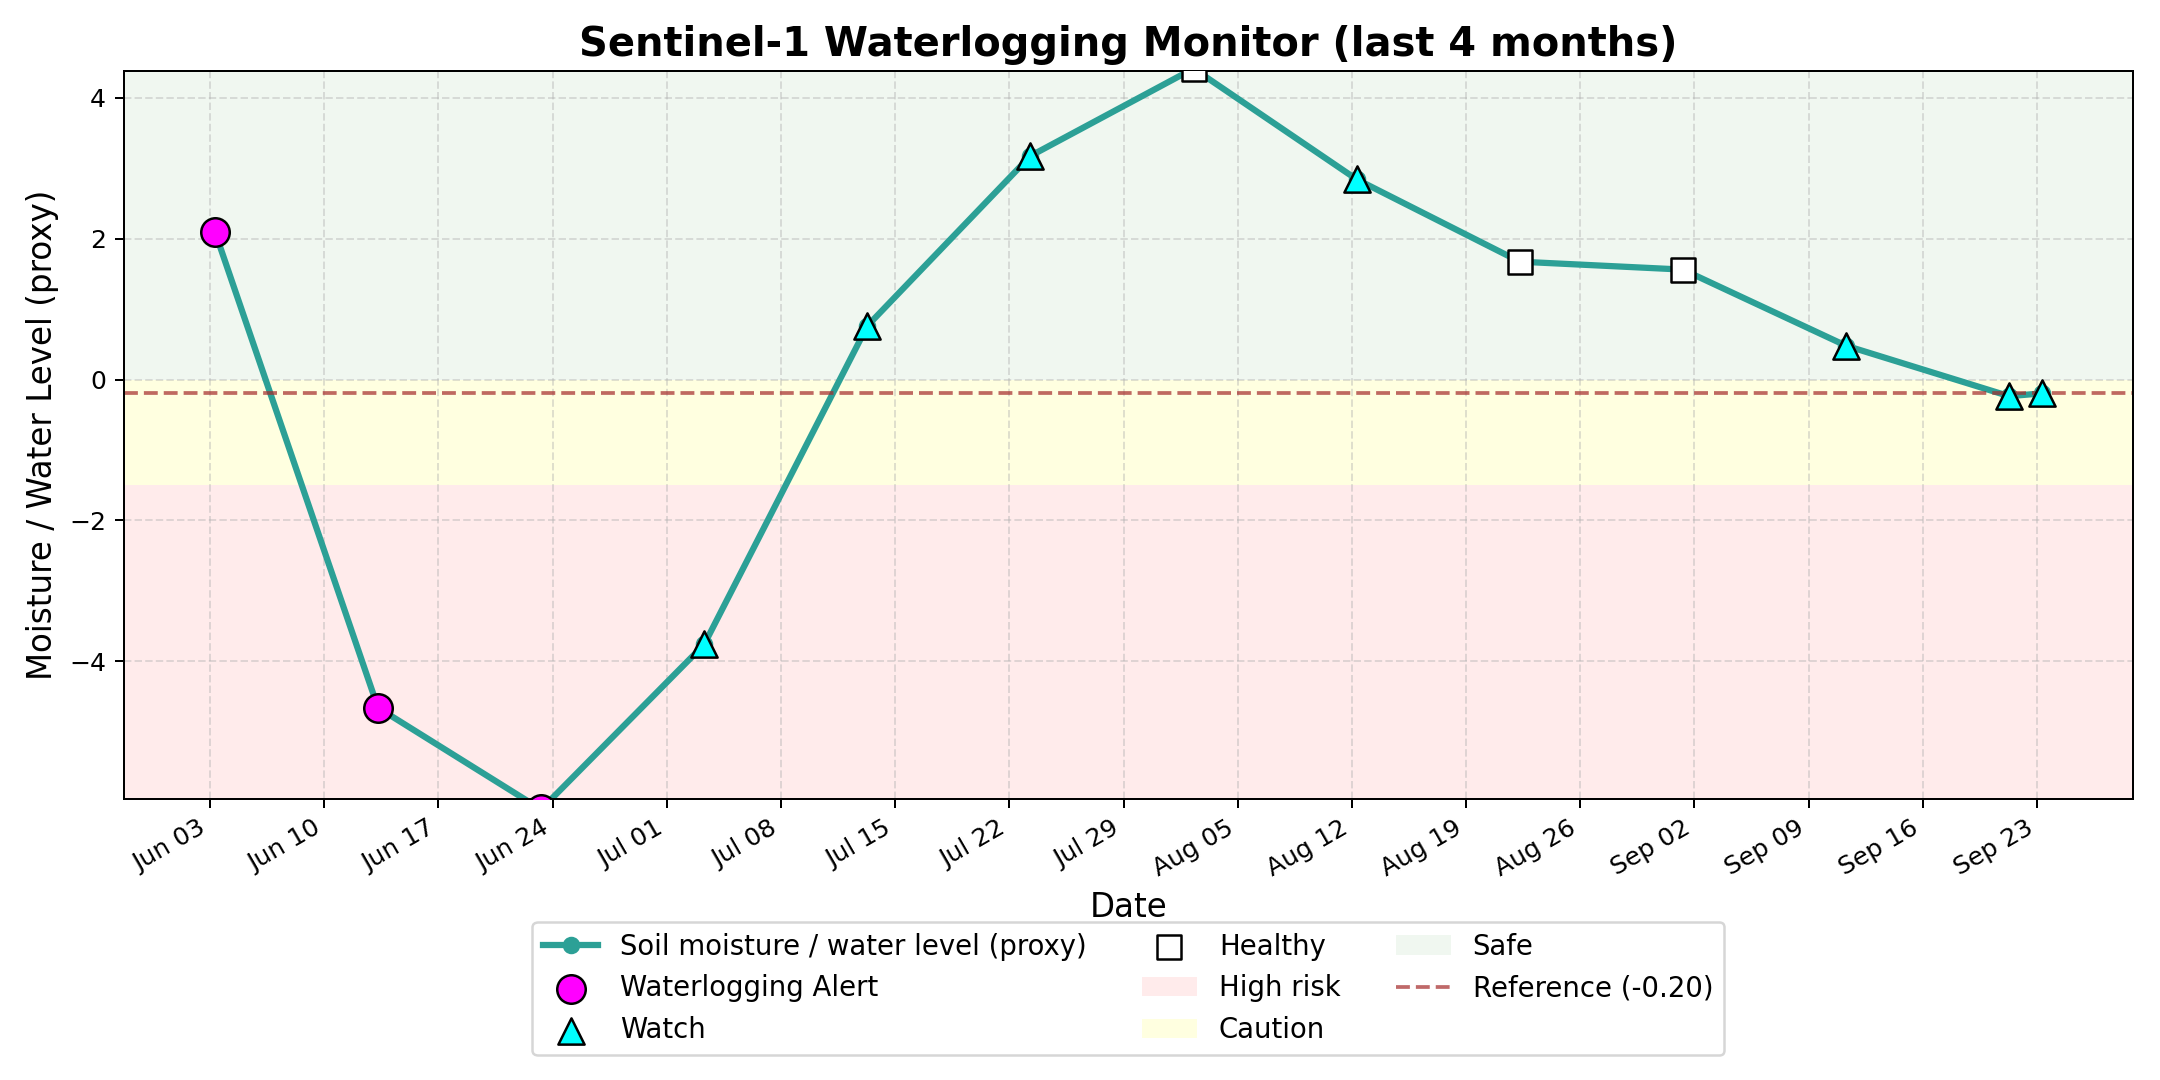 Sentinel-1 Waterlogging Monitor (last 4 months)
Moisture / Water Level (proxy)
4
2
0
−2
−4
Jun 03
Jun 10
Jun 17
Jun 24
Jul 01
Jul 08
Jul 15
Jul 22
Jul 29
Aug 05
Aug 12
Aug 19
Aug 26
Sep 02
Sep 09
Sep 16
Sep 23
Date
Soil moisture / water level (proxy)
Waterlogging Alert
Watch
Healthy
High risk
Caution
Safe
Reference (-0.20)